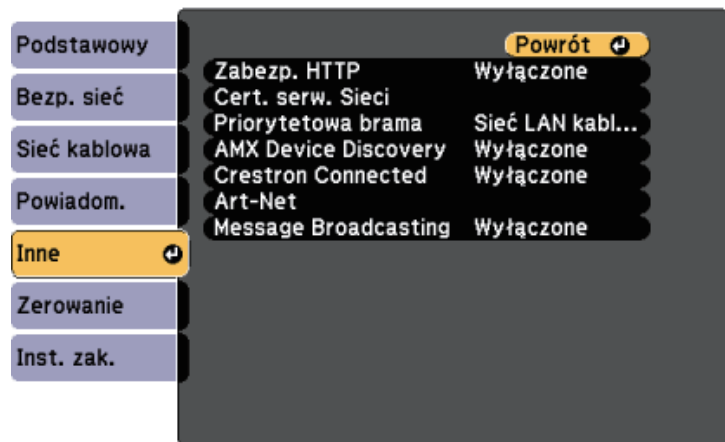 Podstawowy
Bezp. sieć
Sieć kablowa
Powiadom.
Inne
Zerowanie
Inst. zak.
Powrót
Zabezp. HTTP Wyłączone
Cert. serw. Sieci
Priorytetowa brama Sieć LAN kabl...
AMX Device Discovery Wyłączone
Crestron Connected Wyłączone
Art-Net
Message Broadcasting Wyłączone